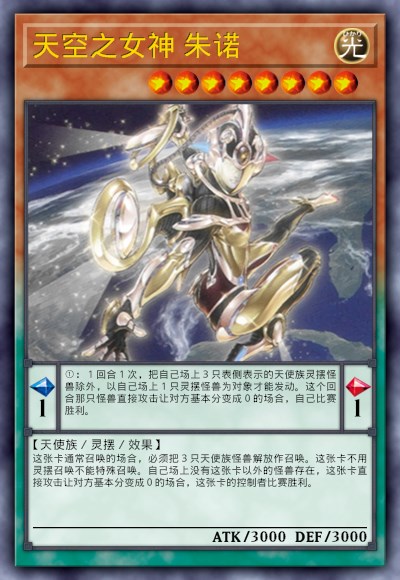 天空之女神 朱诺
光
ひかり
①：1回合1次，把自己场上3只表侧表示的天使族灵摆怪
兽除外，以自己场上1只灵摆怪兽为对象才能发动。这个回
合那只怪兽直接攻击让对方基本分变成0的场合，自己比赛
胜利。
1
1
【天使族／灵摆／效果】
这张卡通常召唤的场合，必须把3只天使族怪兽解放作召唤。这张卡不用
灵摆召唤不能特殊召唤。自己场上没有这张卡以外的怪兽存在，这张卡直
接攻击让对方基本分变成0的场合，这张卡的控制者比赛胜利。
ATK/3000 DEF/3000